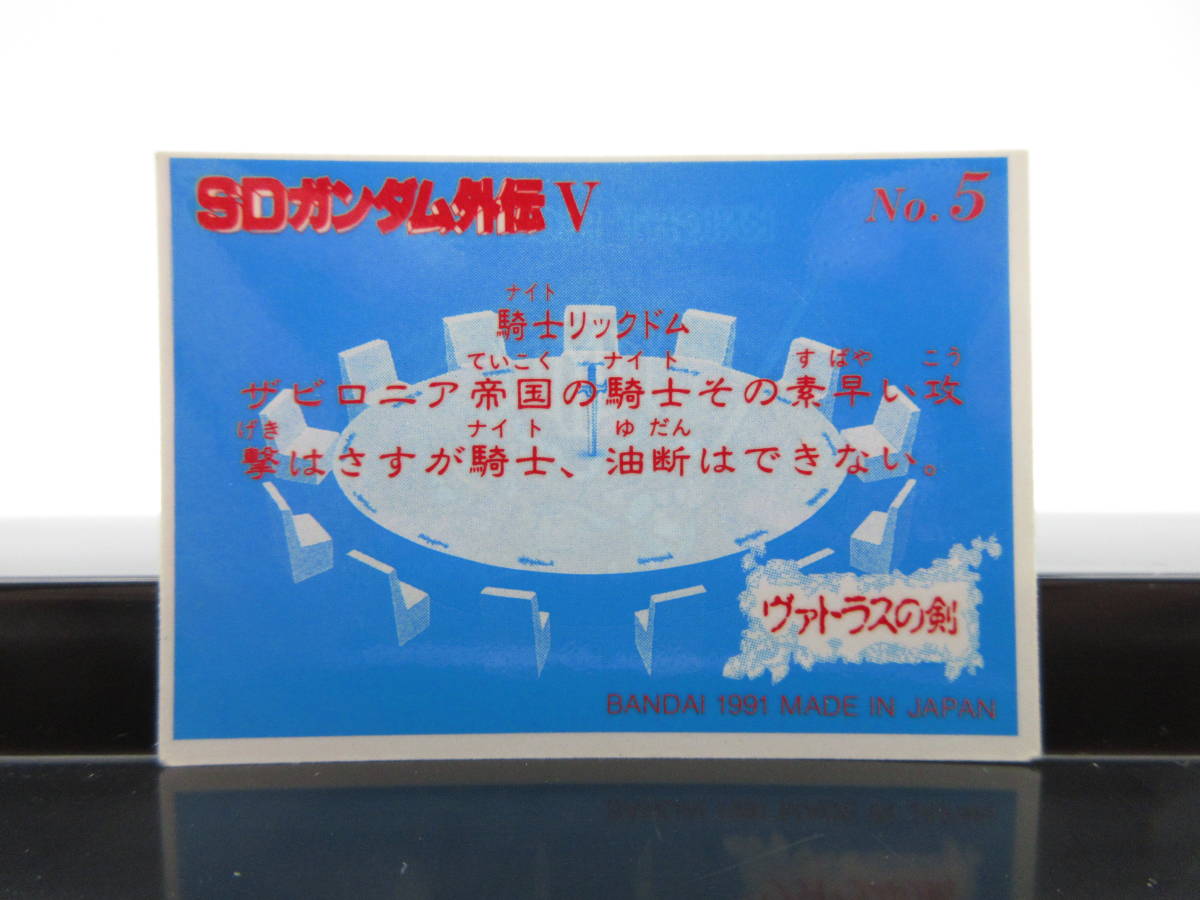 SDガンダム外伝 V
No. 5
ナイト
騎士リックドム
ていこく ナイト すばや こう
ザビロニア帝国の騎士その素早い攻
げき ナイト ゆだん
撃はさすが騎士、油断はできない。
ヴァトラスの剣
BANDAI 1991 MADE IN JAPAN